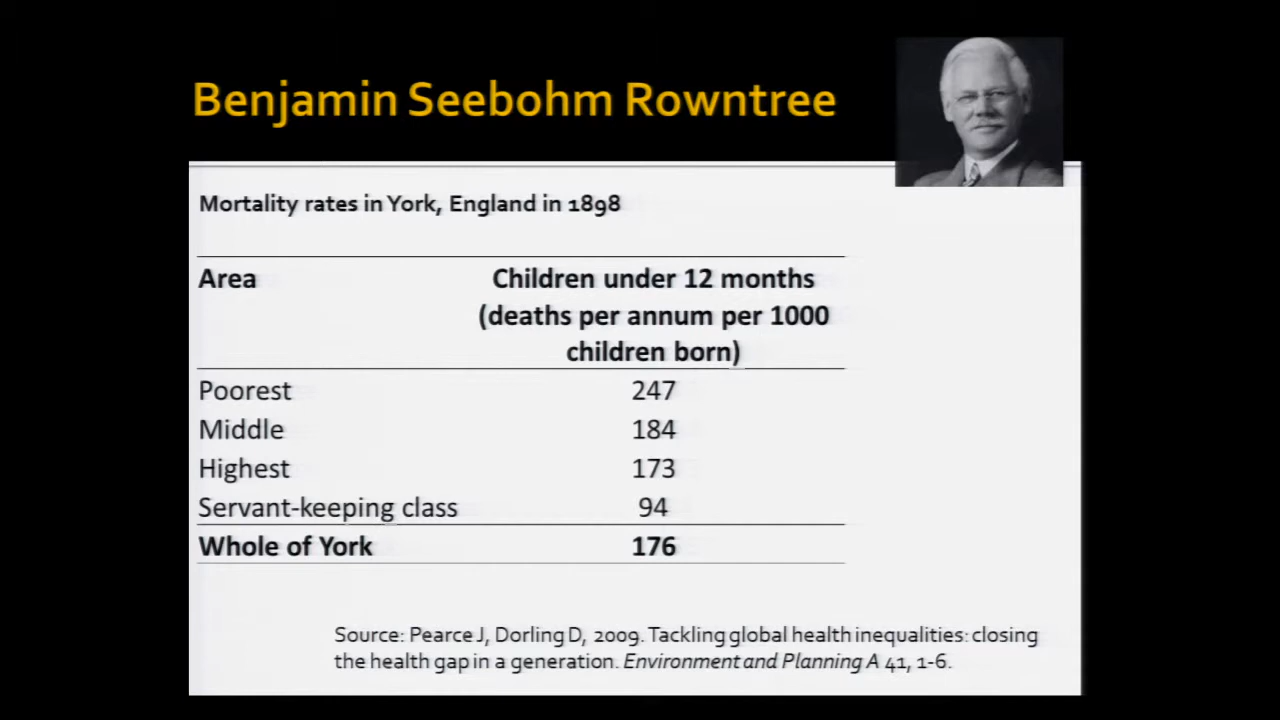 Benjamin Seebohm Rowntree
Mortality rates in York, England in 1898
Area Children under 12 months
(deaths per annum per 1000
children born)
Poorest 247
Middle 184
Highest 173
Servant-keeping class 94
Whole of York 176
Source: Pearce J, Dorling D, 2009. Tackling global health inequalities: closing
the health gap in a generation. Environment and Planning A 41, 1-6.